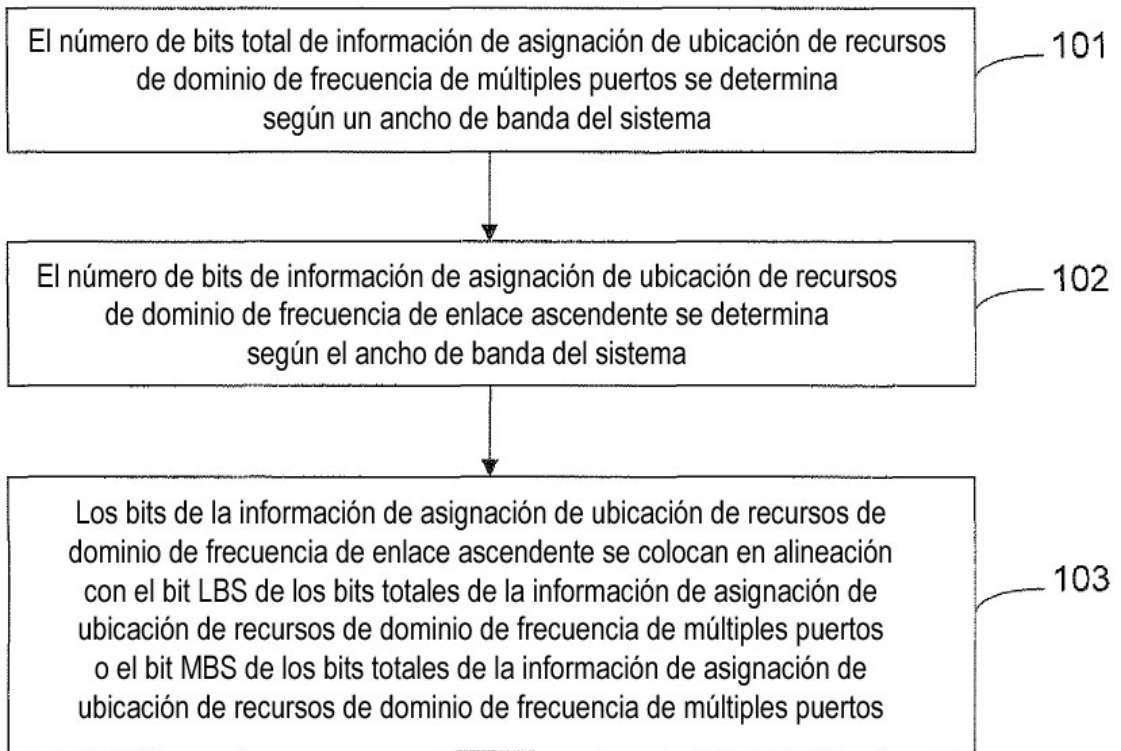 El número de bits total de información de asignación de ubicación de recursos
de dominio de frecuencia de múltiples puertos se determina
según un ancho de banda del sistema
101
El número de bits de información de asignación de ubicación de recursos
de dominio de frecuencia de enlace ascendente se determina
según el ancho de banda del sistema
102
Los bits de la información de asignación de ubicación de recursos de
dominio de frecuencia de enlace ascendente se colocan en alineación
con el bit LBS de los bits totales de la información de asignación de
ubicación de recursos de dominio de frecuencia de múltiples puertos
o el bit MBS de los bits totales de la información de asignación de
ubicación de recursos de dominio de frecuencia de múltiples puertos
103